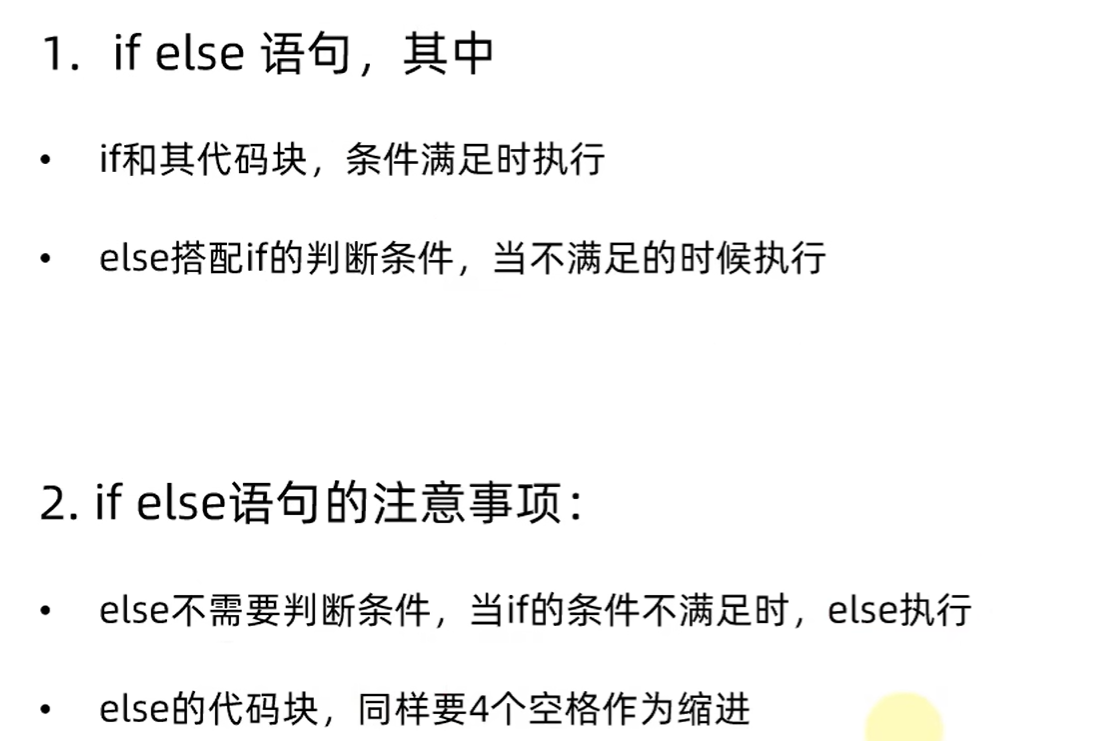 1. if else 语句，其中
• if和其代码块，条件满足时执行
• else搭配if的判断条件，当不满足的时候执行
2. if else语句的注意事项：
• else不需要判断条件，当if的条件不满足时，else执行
• else的代码块，同样要4个空格作为缩进